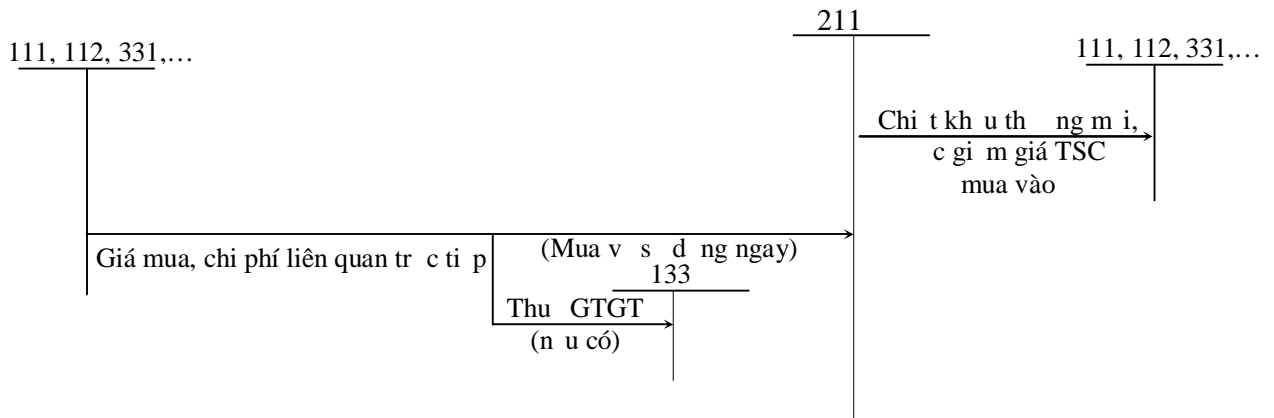 211
111, 112, 331,…
111, 112, 331,…
Chi t kh u th ng m i,
c gi m giá TSC
mua vào
Giá mua, chi phí liên quan tr c ti p
(Mua v s d ng ngay)
133
Thu GTGT
(n u có)